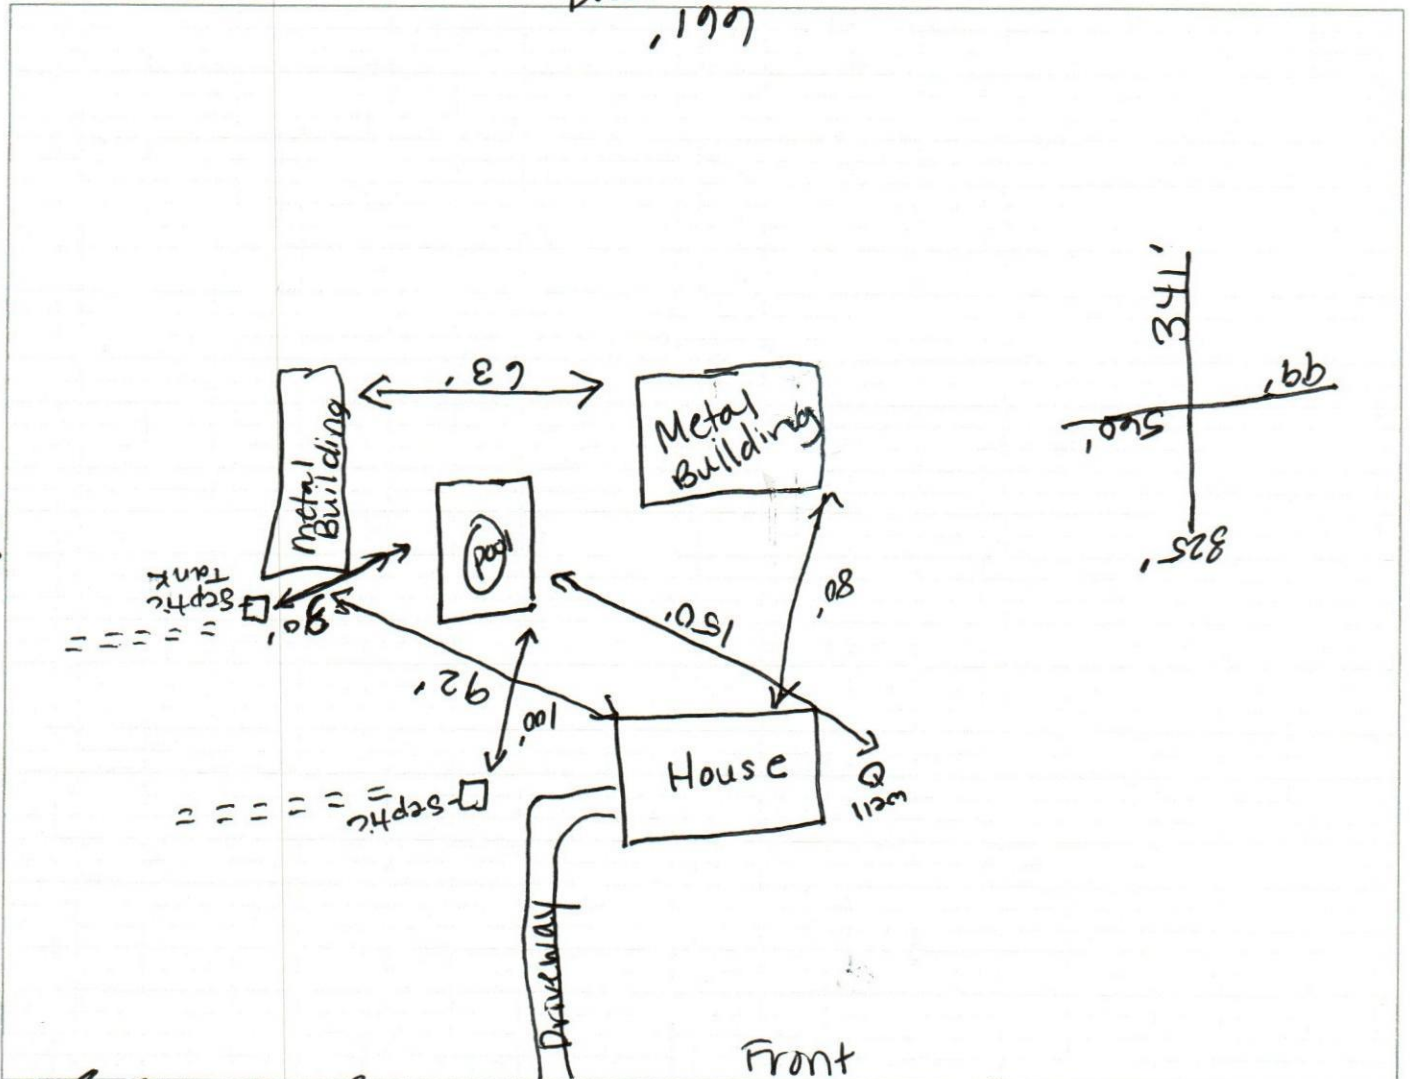 661'
341'
63'
99'
Metal
Building
Metal
Building
560'
Pool
825'
Septic
Tank
80'
80'
150'
92'
100'
House
Septic
Well
Driveway
Front